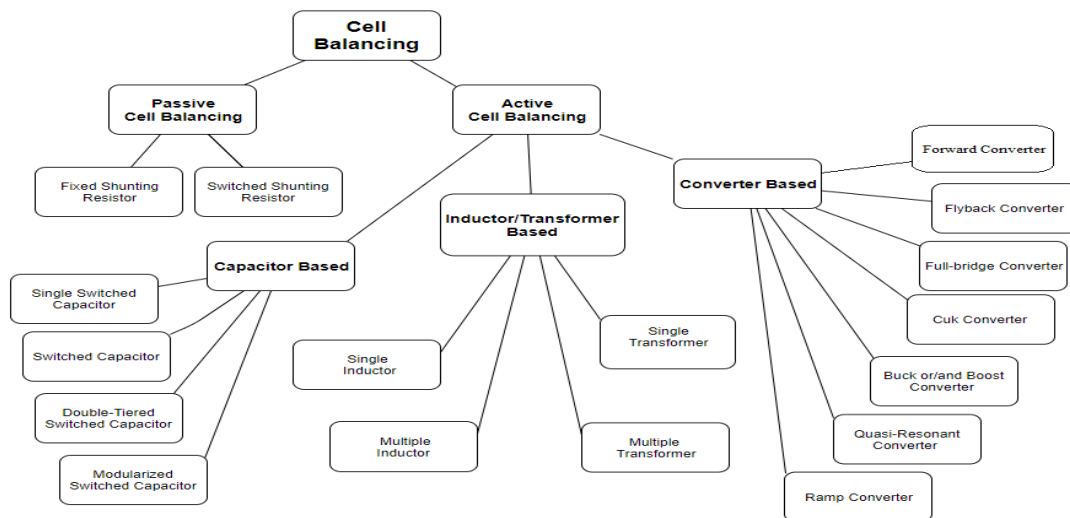 Cell
Balancing
Passive
Cell Balancing
Active
Cell Balancing
Fixed Shunting
Resistor
Switched Shunting
Resistor
Capacitor Based
Single Switched
Capacitor
Switched Capacitor
Double-Tiered
Switched Capacitor
Modularized
Switched Capacitor
Inductor/Transformer
Based
Single
Inductor
Multiple
Inductor
Single
Transformer
Multiple
Transformer
Converter Based
Forward Converter
Flyback Converter
Full-bridge Converter
Cuk Converter
Buck or/and Boost
Converter
Quasi-Resonant
Converter
Ramp Converter